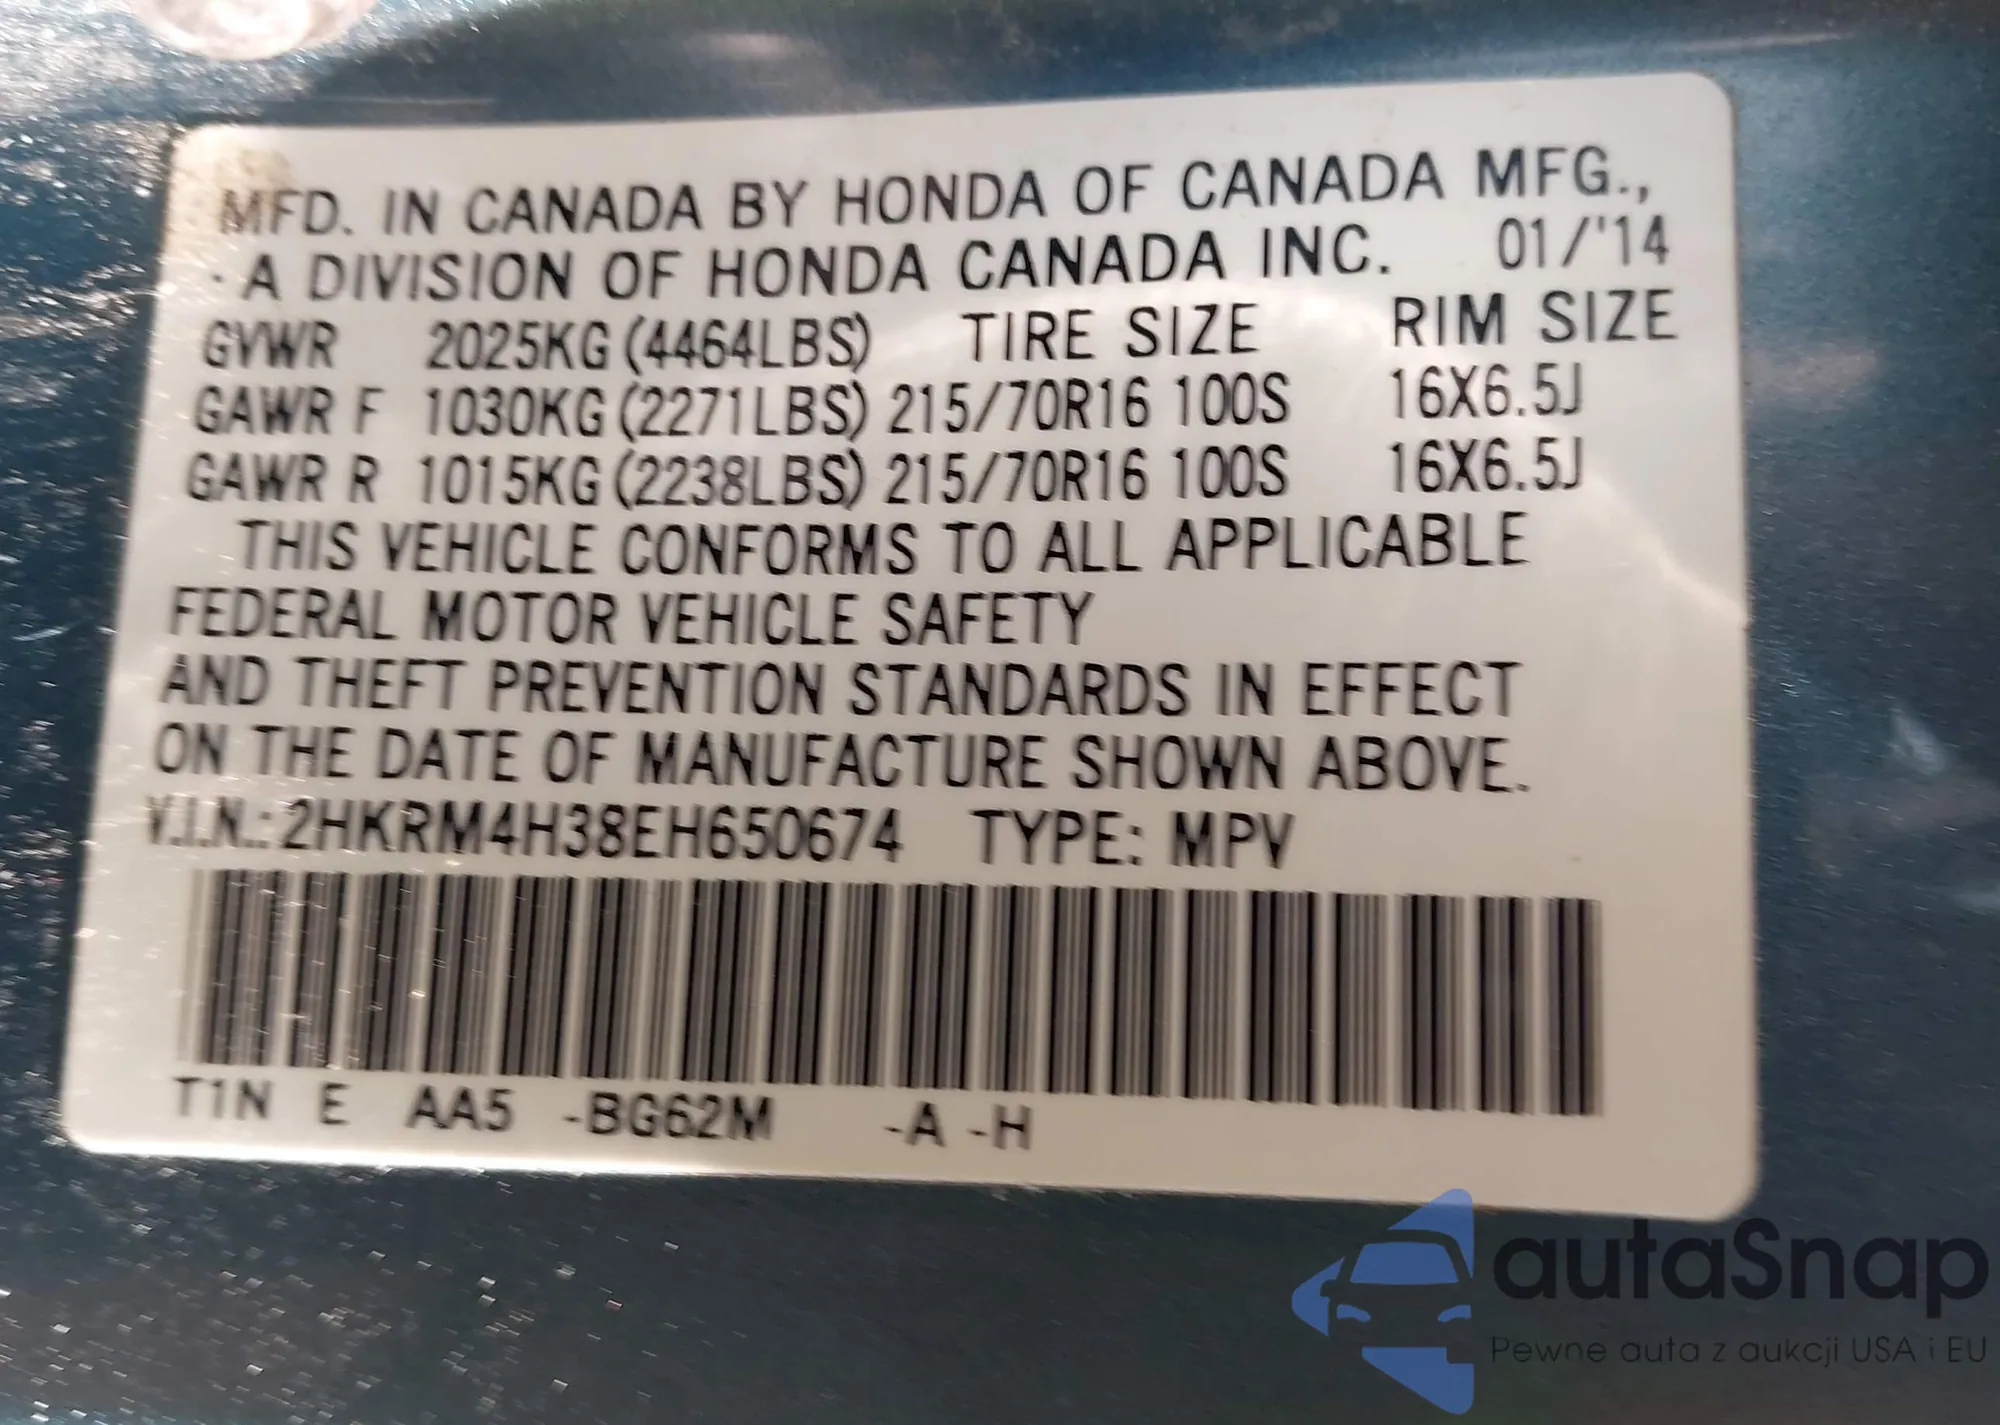 MFD. IN CANADA BY HONDA OF CANADA MFG.,
A DIVISION OF HONDA CANADA INC. 01/'14
GVWR 2025KG (4464LBS) TIRE SIZE RIM SIZE
GAWR F 1030KG (2271LBS) 215/70R16 100S 16X6.5J
GAWR R 1015KG (2238LBS) 215/70R16 100S 16X6.5J
THIS VEHICLE CONFORMS TO ALL APPLICABLE
FEDERAL MOTOR VEHICLE SAFETY
AND THEFT PREVENTION STANDARDS IN EFFECT
ON THE DATE OF MANUFACTURE SHOWN ABOVE.
V.I.N.: 2HKRM4H38EH650674 TYPE: MPV
T1N E AA5 -BG62M -A -H
autaSnap
Pewne auta z aukcji USA i EU